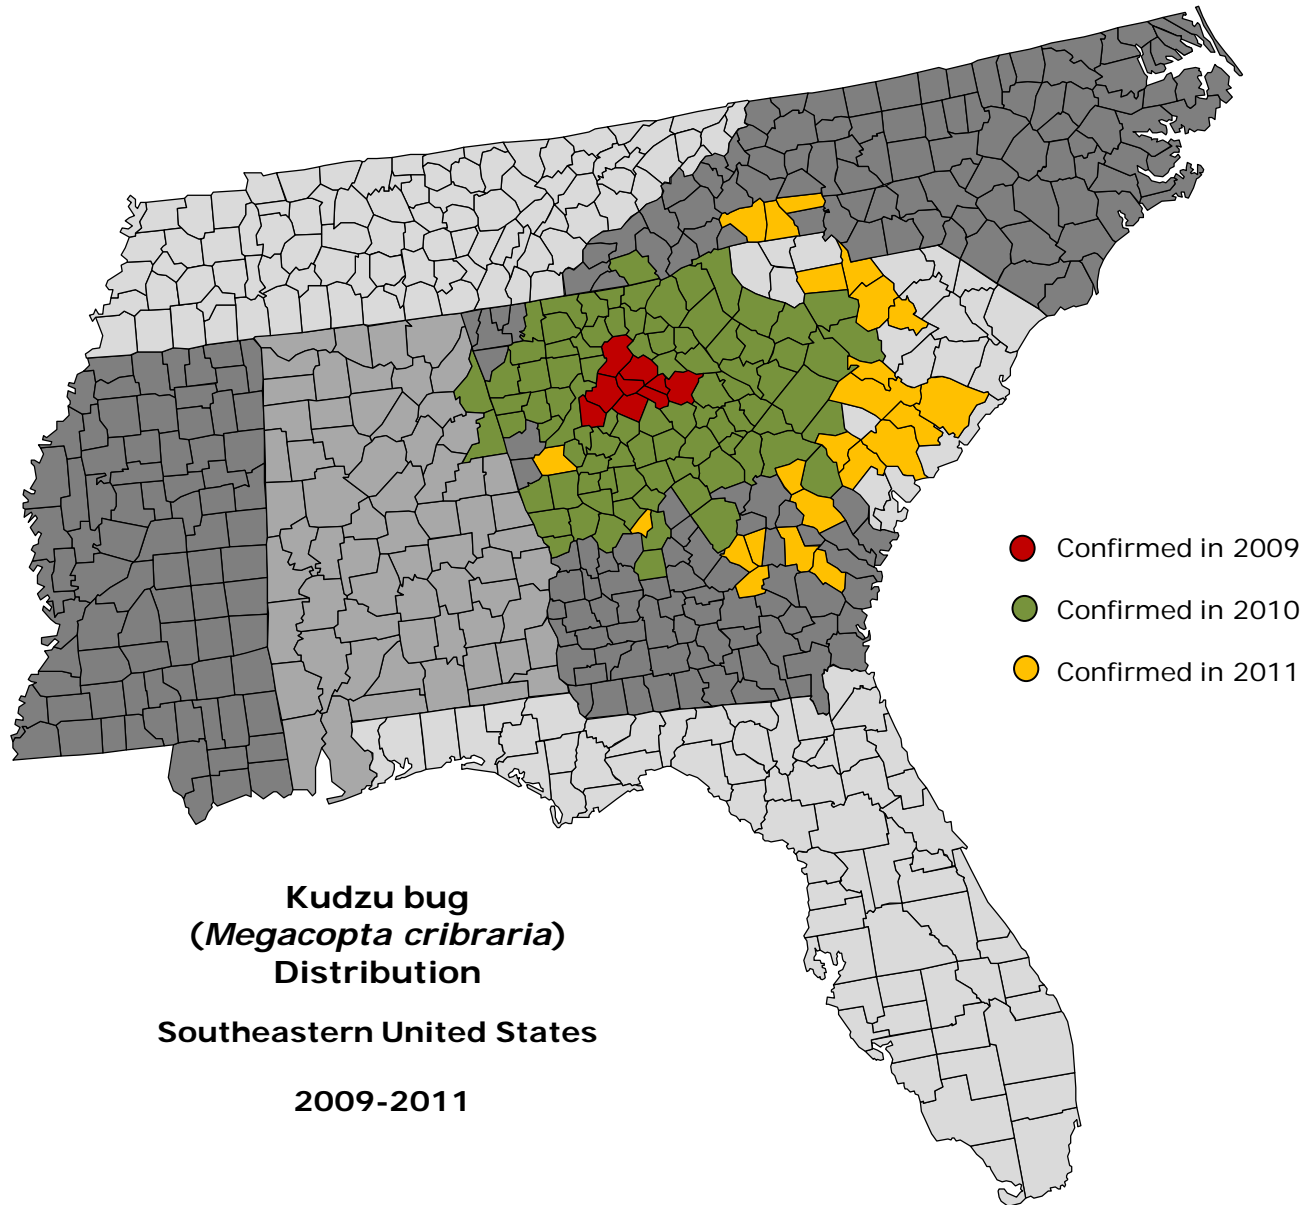 Confirmed in 2009
Confirmed in 2010
Confirmed in 2011
Kudzu bug
(Megacopta cribraria)
Distribution
Southeastern United States
2009-2011